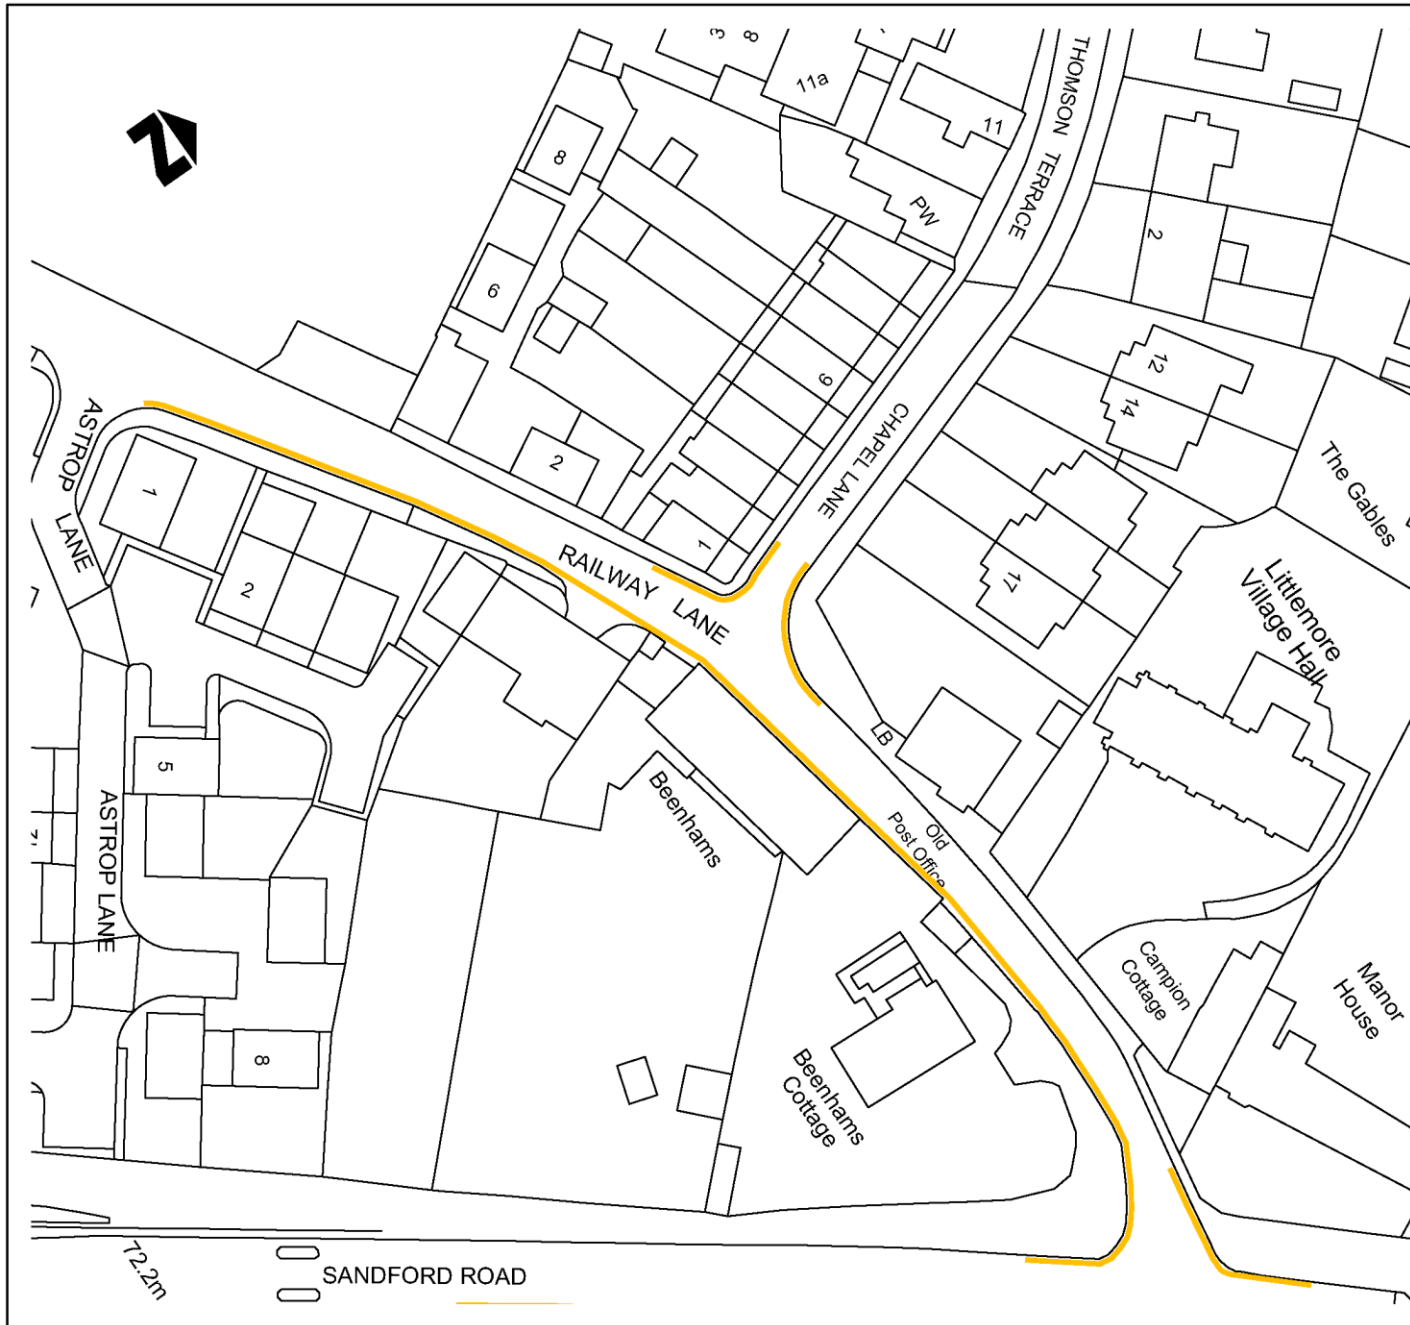 3
8
11a
11
THOMSON TERRACE
8
PW
2
6
12
9
14
CHAPEL LANE
The Gables
ASTROP LANE
1
2
1
RAILWAY LANE
17
Littlemore
Village Hall
2
LB
5
Beenhams
Old
Post Office
ASTROP LANE
Campion
Cottage
Manor
House
8
Beenhams
Cottage
72.2m
SANDFORD ROAD
N